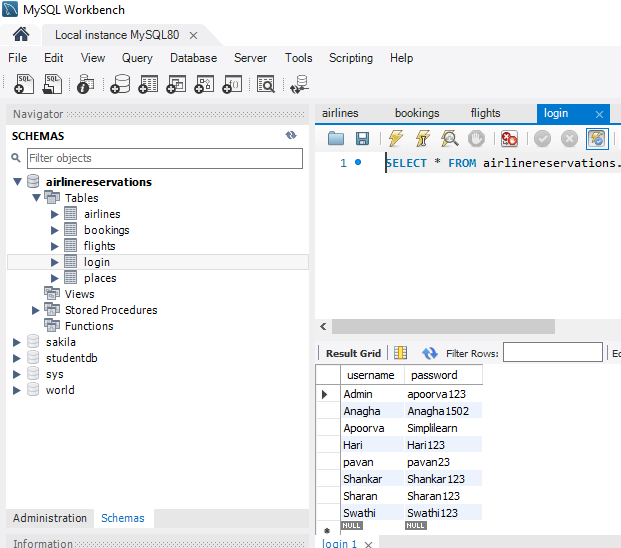 MySQL Workbench
Local instance MySQL80
File Edit View Query Database Server Tools Scripting Help
Navigator
SCHEMAS
Filter objects
airlinereservations
Tables
airlines
bookings
flights
login
places
Views
Stored Procedures
Functions
sakila
studentdb
sys
world
Administration Schemas
Information
airlines bookings flights login
1 SELECT * FROM airlinereservations.
Result Grid Filter Rows: Ec
username password
Admin apoorva123
Anagha Anagha1502
Apoorva Simplilearn
Hari Hari123
pavan pavan23
Shankar Shankar123
Sharan Sharan123
Swathi Swathi123
NULL NULL
login 1